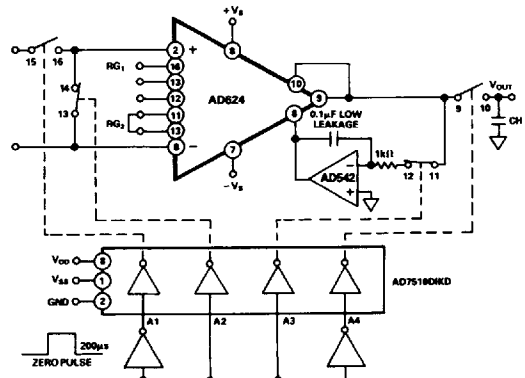 +VS
15
16
2
+
8
RG1
16
14
13
10
VOUT
13
12
AD624
9
9
10
RG2
11
6
0.1µF LOW
LEAKAGE
CH
13
1kΩ
8
−
7
−
AD542
12
11
+
−VS
VDD
8
VSS
1
AD7510DIKD
GND
2
A1
A2
A3
A4
200µs
ZERO PULSE